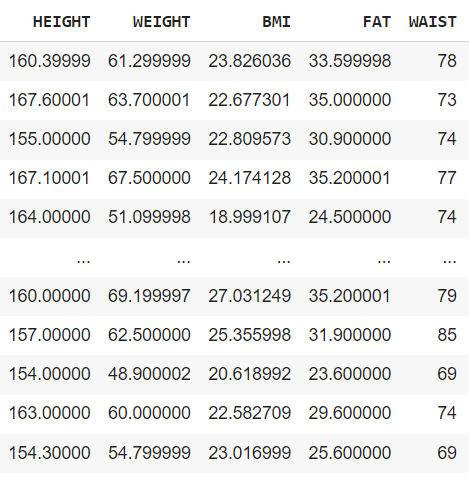 HEIGHT WEIGHT BMI FAT WAIST
160.39999 61.299999 23.826036 33.599998 78
167.60001 63.700001 22.677301 35.000000 73
155.00000 54.799999 22.809573 30.900000 74
167.10001 67.500000 24.174128 35.200001 77
164.00000 51.099998 18.999107 24.500000 74
... ... ... ... ...
160.00000 69.199997 27.031249 35.200001 79
157.00000 62.500000 25.355998 31.900000 85
154.00000 48.900002 20.618992 23.600000 69
163.00000 60.000000 22.582709 29.600000 74
154.30000 54.799999 23.016999 25.600000 69